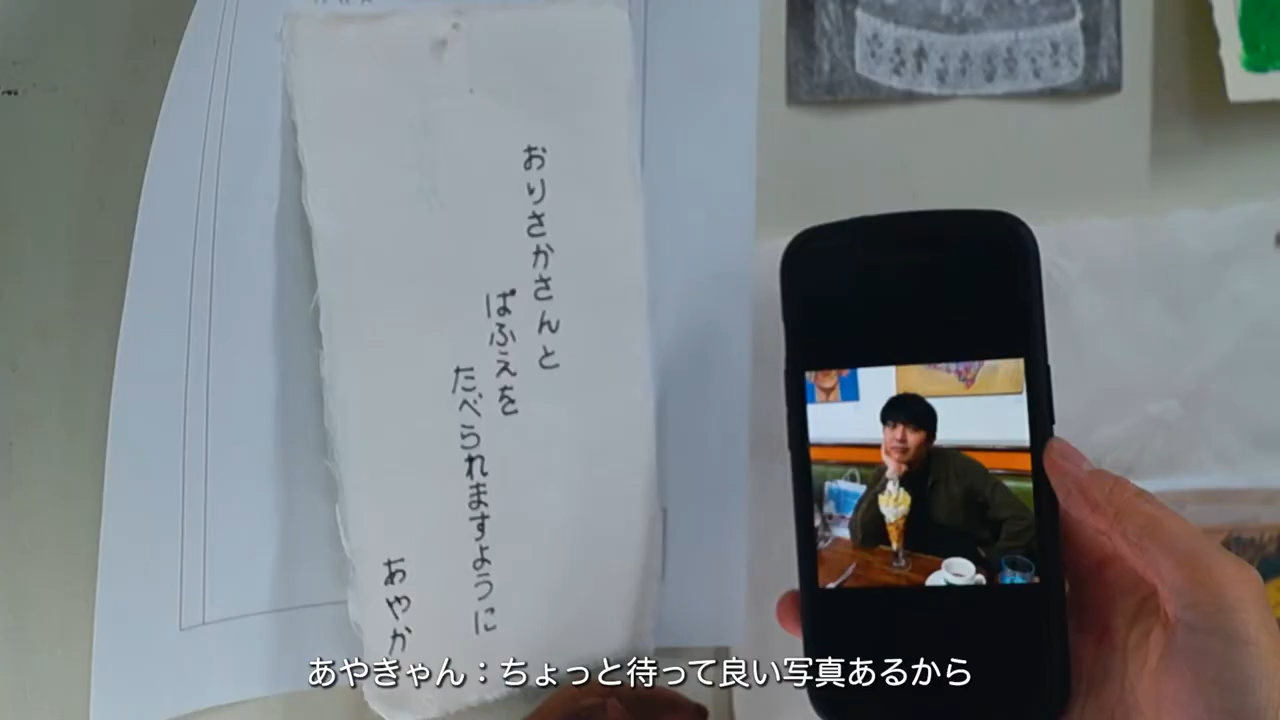 おりさかさんと
ぱふぇを
たべられますように
あやか
あやきゃん：ちょっと待って良い写真あるから